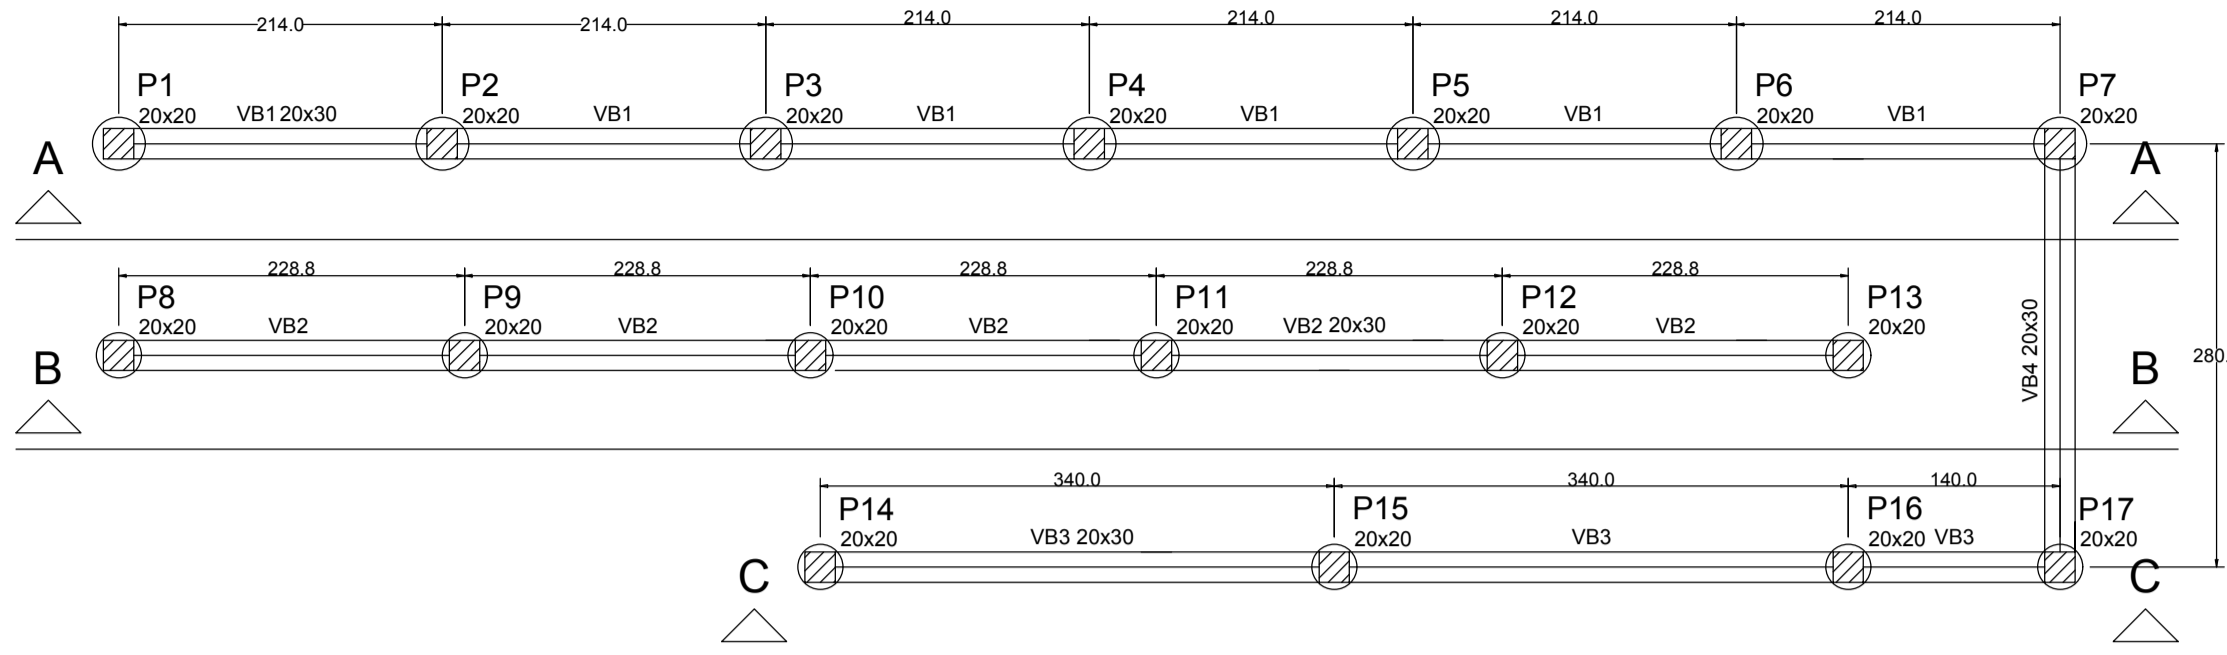 214.0 214.0 214.0 214.0 214.0 214.0
P1 P2 P3 P4 P5 P6 P7
20x20 VB1 20x30 20x20 VB1 20x20 VB1 20x20 VB1 20x20 VB1 20x20 VB1 20x20
A A
228.8 228.8 228.8 228.8 228.8
P8 P9 P10 P11 P12 P13
20x20 VB2 20x20 VB2 20x20 VB2 20x20 VB2 20x30 20x20 VB2 20x20
VB4 20x30
280.
B B
340.0 340.0 140.0
P14 P15 P16 P17
20x20 VB3 20x30 20x20 VB3 20x20 VB3 20x20
C C